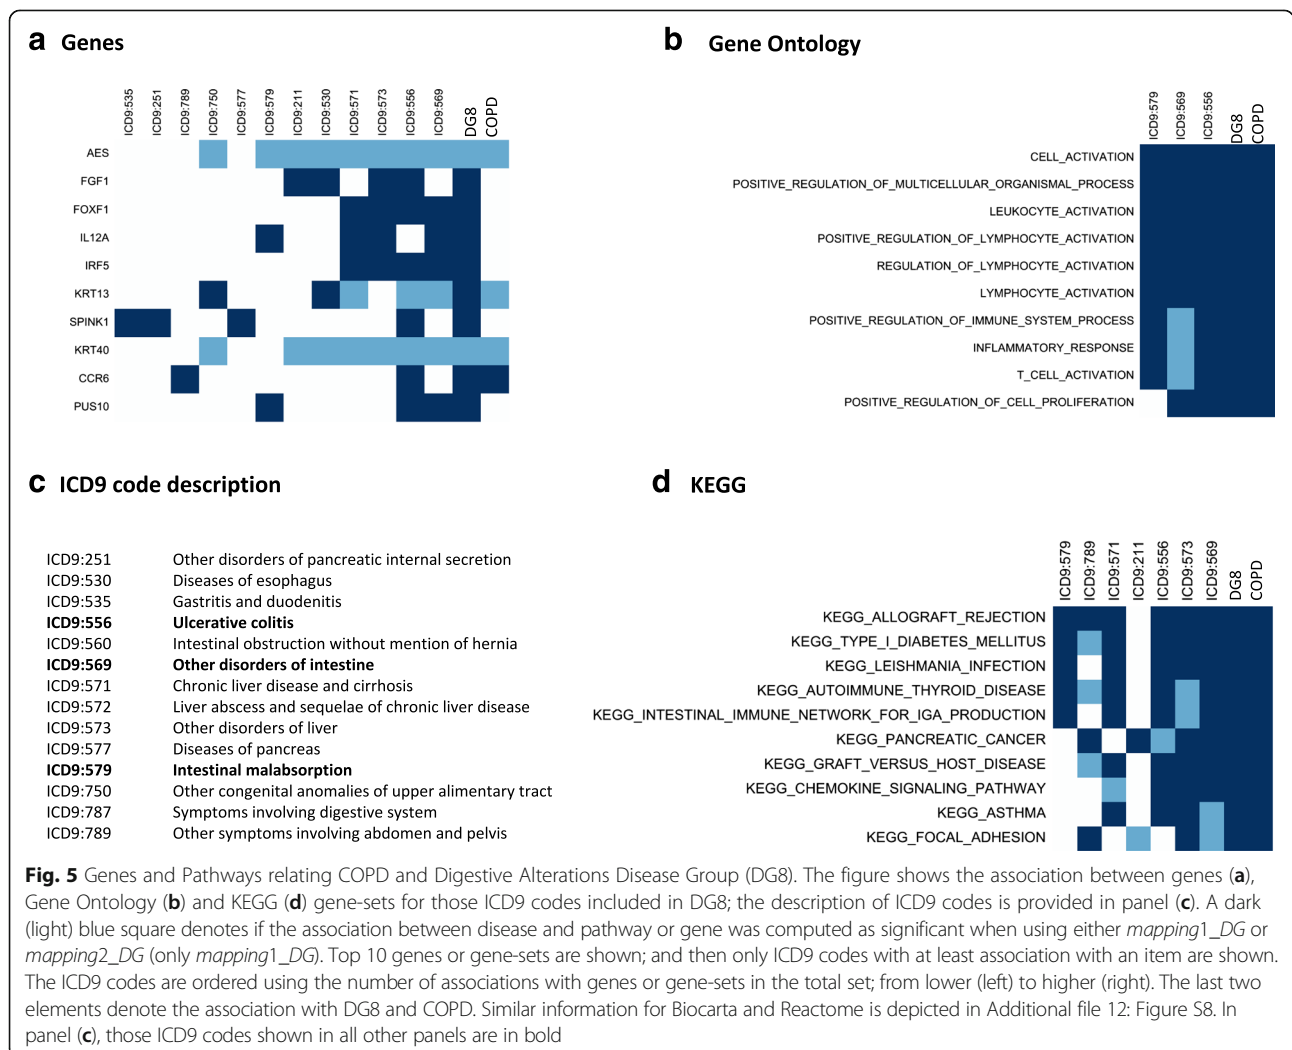 a Genes
ICD9:535
ICD9:251
ICD9:789
ICD9:750
ICD9:577
ICD9:579
ICD9:211
ICD9:530
ICD9:571
ICD9:573
ICD9:556
ICD9:569
DG8
COPD
AES
FGF1
FOXF1
IL12A
IRF5
KRT13
SPINK1
KRT40
CCR6
PUS10
b Gene Ontology
ICD9:579
ICD9:569
ICD9:556
DG8
COPD
CELL_ACTIVATION
POSITIVE_REGULATION_OF_MULTICELLULAR_ORGANISMAL_PROCESS
LEUKOCYTE_ACTIVATION
POSITIVE_REGULATION_OF_LYMPHOCYTE_ACTIVATION
REGULATION_OF_LYMPHOCYTE_ACTIVATION
LYMPHOCYTE_ACTIVATION
POSITIVE_REGULATION_OF_IMMUNE_SYSTEM_PROCESS
INFLAMMATORY_RESPONSE
T_CELL_ACTIVATION
POSITIVE_REGULATION_OF_CELL_PROLIFERATION
c ICD9 code description
ICD9:251 Other disorders of pancreatic internal secretion
ICD9:530 Diseases of esophagus
ICD9:535 Gastritis and duodenitis
ICD9:556 Ulcerative colitis
ICD9:560 Intestinal obstruction without mention of hernia
ICD9:569 Other disorders of intestine
ICD9:571 Chronic liver disease and cirrhosis
ICD9:572 Liver abscess and sequelae of chronic liver disease
ICD9:573 Other disorders of liver
ICD9:577 Diseases of pancreas
ICD9:579 Intestinal malabsorption
ICD9:750 Other congenital anomalies of upper alimentary tract
ICD9:787 Symptoms involving digestive system
ICD9:789 Other symptoms involving abdomen and pelvis
d KEGG
ICD9:579
ICD9:789
ICD9:571
ICD9:211
ICD9:556
ICD9:573
ICD9:569
DG8
COPD
KEGG_ALLOGRAFT_REJECTION
KEGG_TYPE_I_DIABETES_MELLITUS
KEGG_LEISHMANIA_INFECTION
KEGG_AUTOIMMUNE_THYROID_DISEASE
KEGG_INTESTINAL_IMMUNE_NETWORK_FOR_IGA_PRODUCTION
KEGG_PANCREATIC_CANCER
KEGG_GRAFT_VERSUS_HOST_DISEASE
KEGG_CHEMOKINE_SIGNALING_PATHWAY
KEGG_ASTHMA
KEGG_FOCAL_ADHESION
Fig. 5 Genes and Pathways relating COPD and Digestive Alterations Disease Group (DG8). The figure shows the association between genes (a),
Gene Ontology (b) and KEGG (d) gene-sets for those ICD9 codes included in DG8; the description of ICD9 codes is provided in panel (c). A dark
(light) blue square denotes if the association between disease and pathway or gene was computed as significant when using either mapping1_DG or
mapping2_DG (only mapping1_DG). Top 10 genes or gene-sets are shown; and then only ICD9 codes with at least association with an item are shown.
The ICD9 codes are ordered using the number of associations with genes or gene-sets in the total set; from lower (left) to higher (right). The last two
elements denote the association with DG8 and COPD. Similar information for Biocarta and Reactome is depicted in Additional file 12: Figure S8. In
panel (c), those ICD9 codes shown in all other panels are in bold